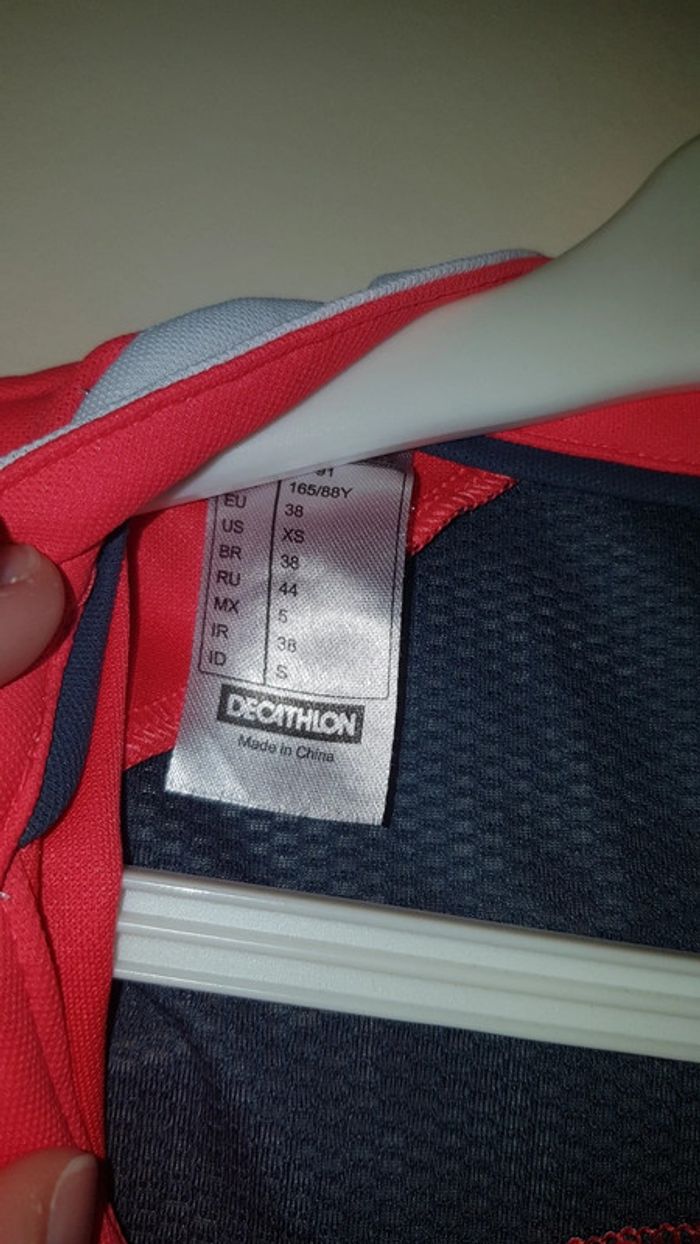 91
165/88Y
EU 38
US XS
BR 38
RU 44
MX 5
IR 38
ID S
DECATHLON
Made in China